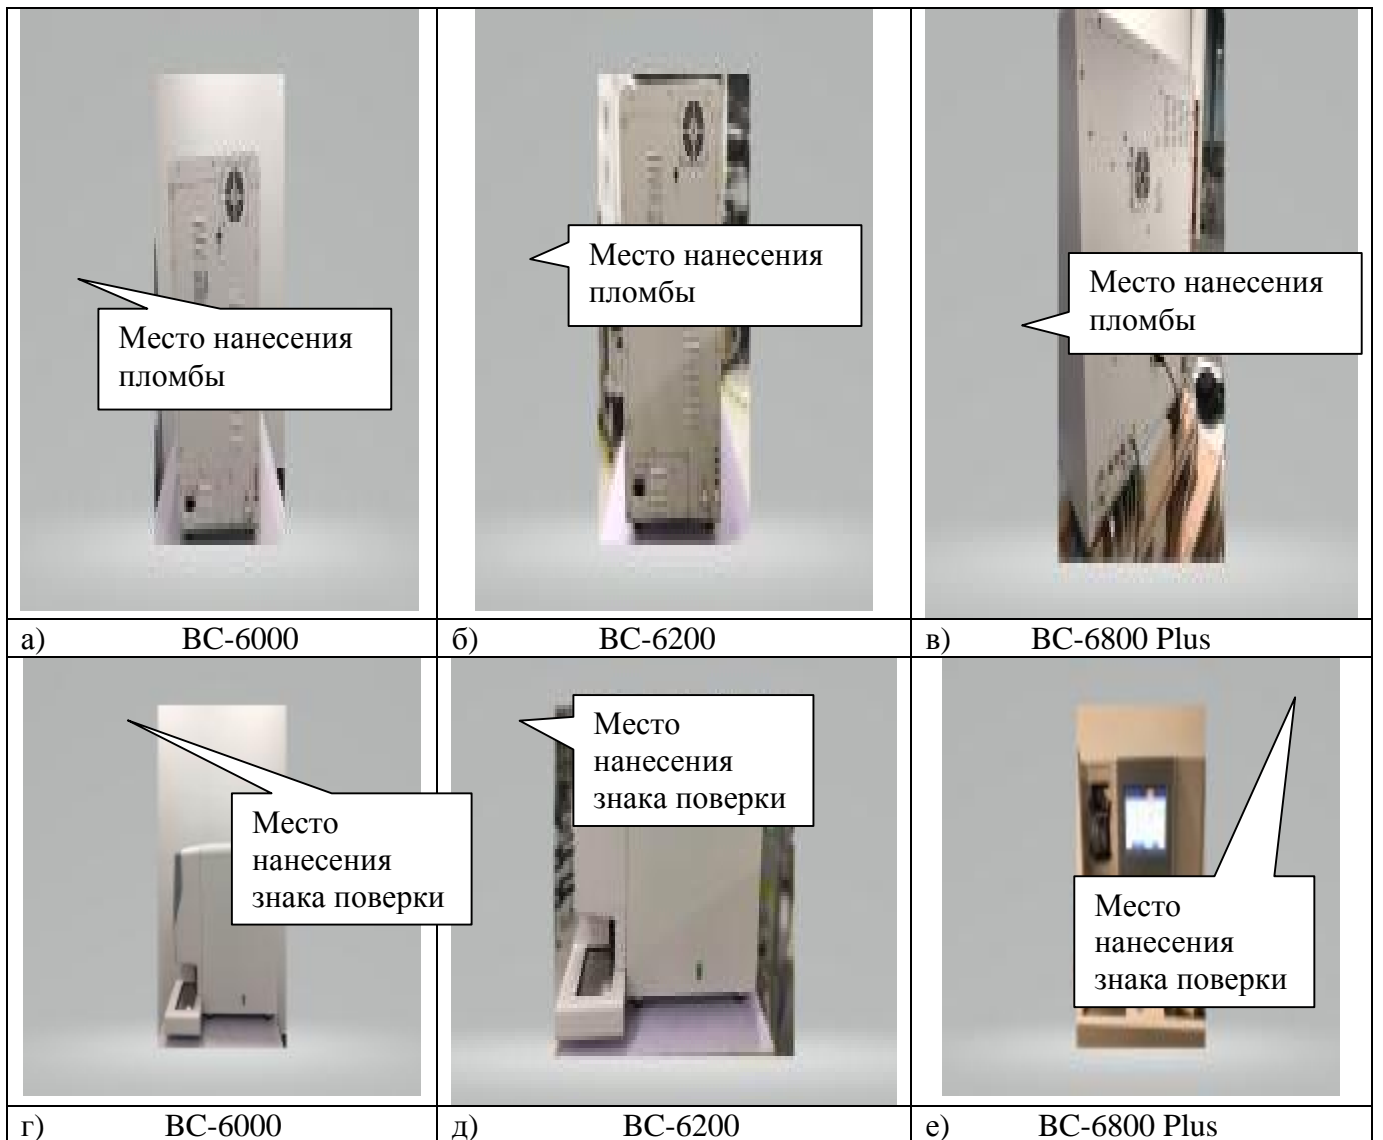 Место нанесения
пломбы
Место нанесения
пломбы
Место нанесения
пломбы
а) BC-6000
б) BC-6200
в) BC-6800 Plus
Место
нанесения
знака поверки
Место
нанесения
знака поверки
Место
нанесения
знака поверки
г) BC-6000
д) BC-6200
е) BC-6800 Plus